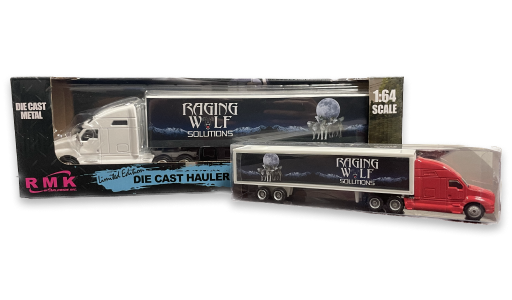 DIE CAST
METAL
RAGING
WOLF
SOLUTIONS
1:64
SCALE
RMK
Limited Edition
DIE CAST HAULER
RAGING
WOLF
SOLUTIONS